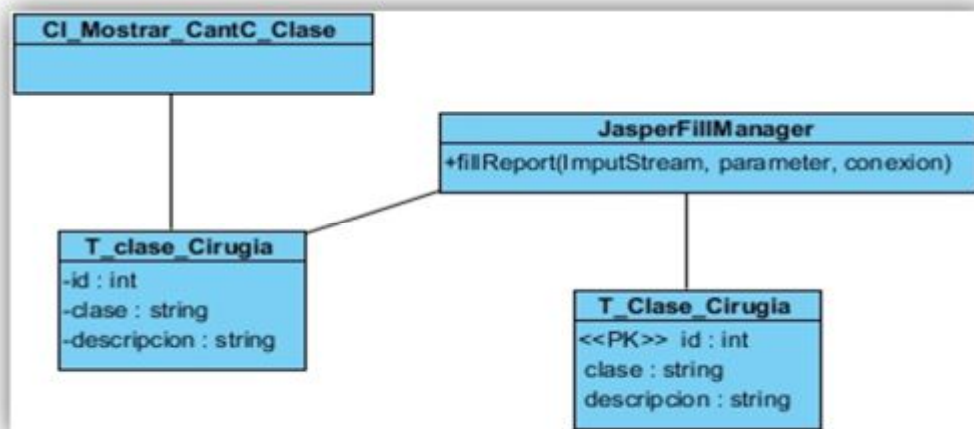 CI_Mostrar_CantC_Clase
JasperFillManager
+fillReport(ImputStream, parameter, conexion)
T_clase_Cirugia
-id : int
-clase : string
-descripcion : string
T_Clase_Cirugia
<<PK>> id : int
clase : string
descripcion : string